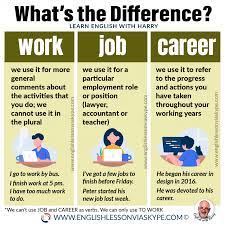 What's the Difference?
LEARN ENGLISH WITH HARRY
work
we use it for more
general
comments about
the activities that
you do; we
cannot use it in
the plural
I go to work by bus.
I finish work at 5 pm.
I have too much work
to do.
job
we use it for a
particular
employment role
or position
(lawyer,
accountant or
teacher)
I've got a few jobs to
finish before Friday.
Peter started his
new job last week.
career
we use it to refer
to the progress
and actions you
have taken
throughout your
working years
He began his career
in design in 2016.
He was devoted to his
career.
*We can't use JOB and CAREER as verbs. We can only use TO WORK
WWW.ENGLISHLESSONVIASKYPE.COM